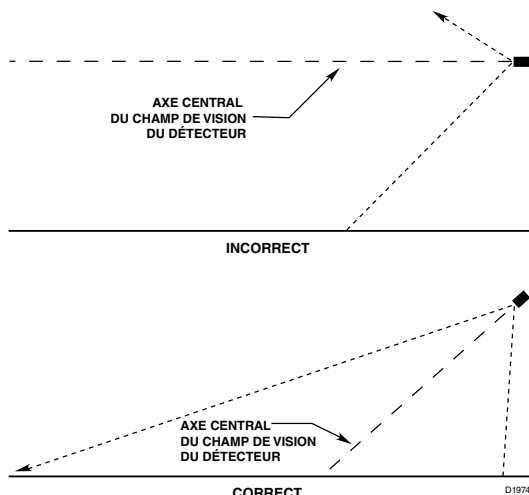 AXE CENTRAL
DU CHAMP DE VISION
DU DÉTECTEUR
INCORRECT
AXE CENTRAL
DU CHAMP DE VISION
DU DÉTECTEUR
CORRECT
D1974